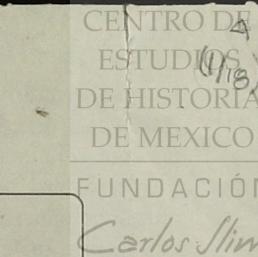 CENTRO DE
ESTUDIOS
DE HISTORIA
DE MEXICO
FUNDACIÓN
Carlos Slim